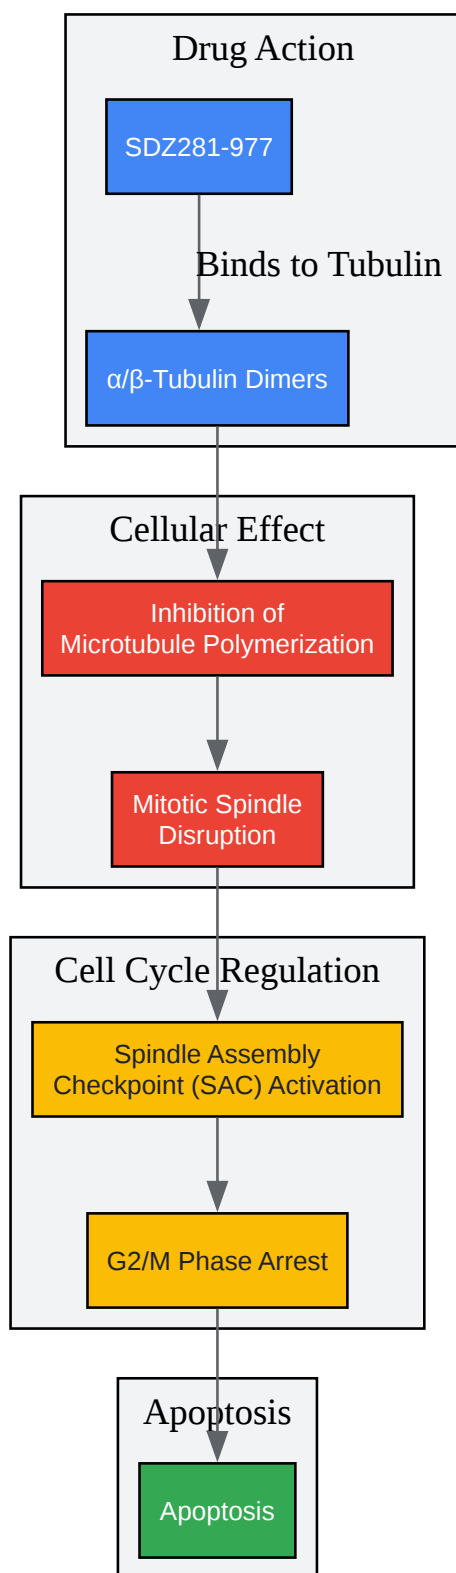 Drug Action
SDZ281-977
Binds to Tubulin
α/β-Tubulin Dimers
Cellular Effect
Inhibition of
Microtubule Polymerization
Mitotic Spindle
Disruption
Cell Cycle Regulation
Spindle Assembly
Checkpoint (SAC) Activation
G2/M Phase Arrest
Apoptosis
Apoptosis